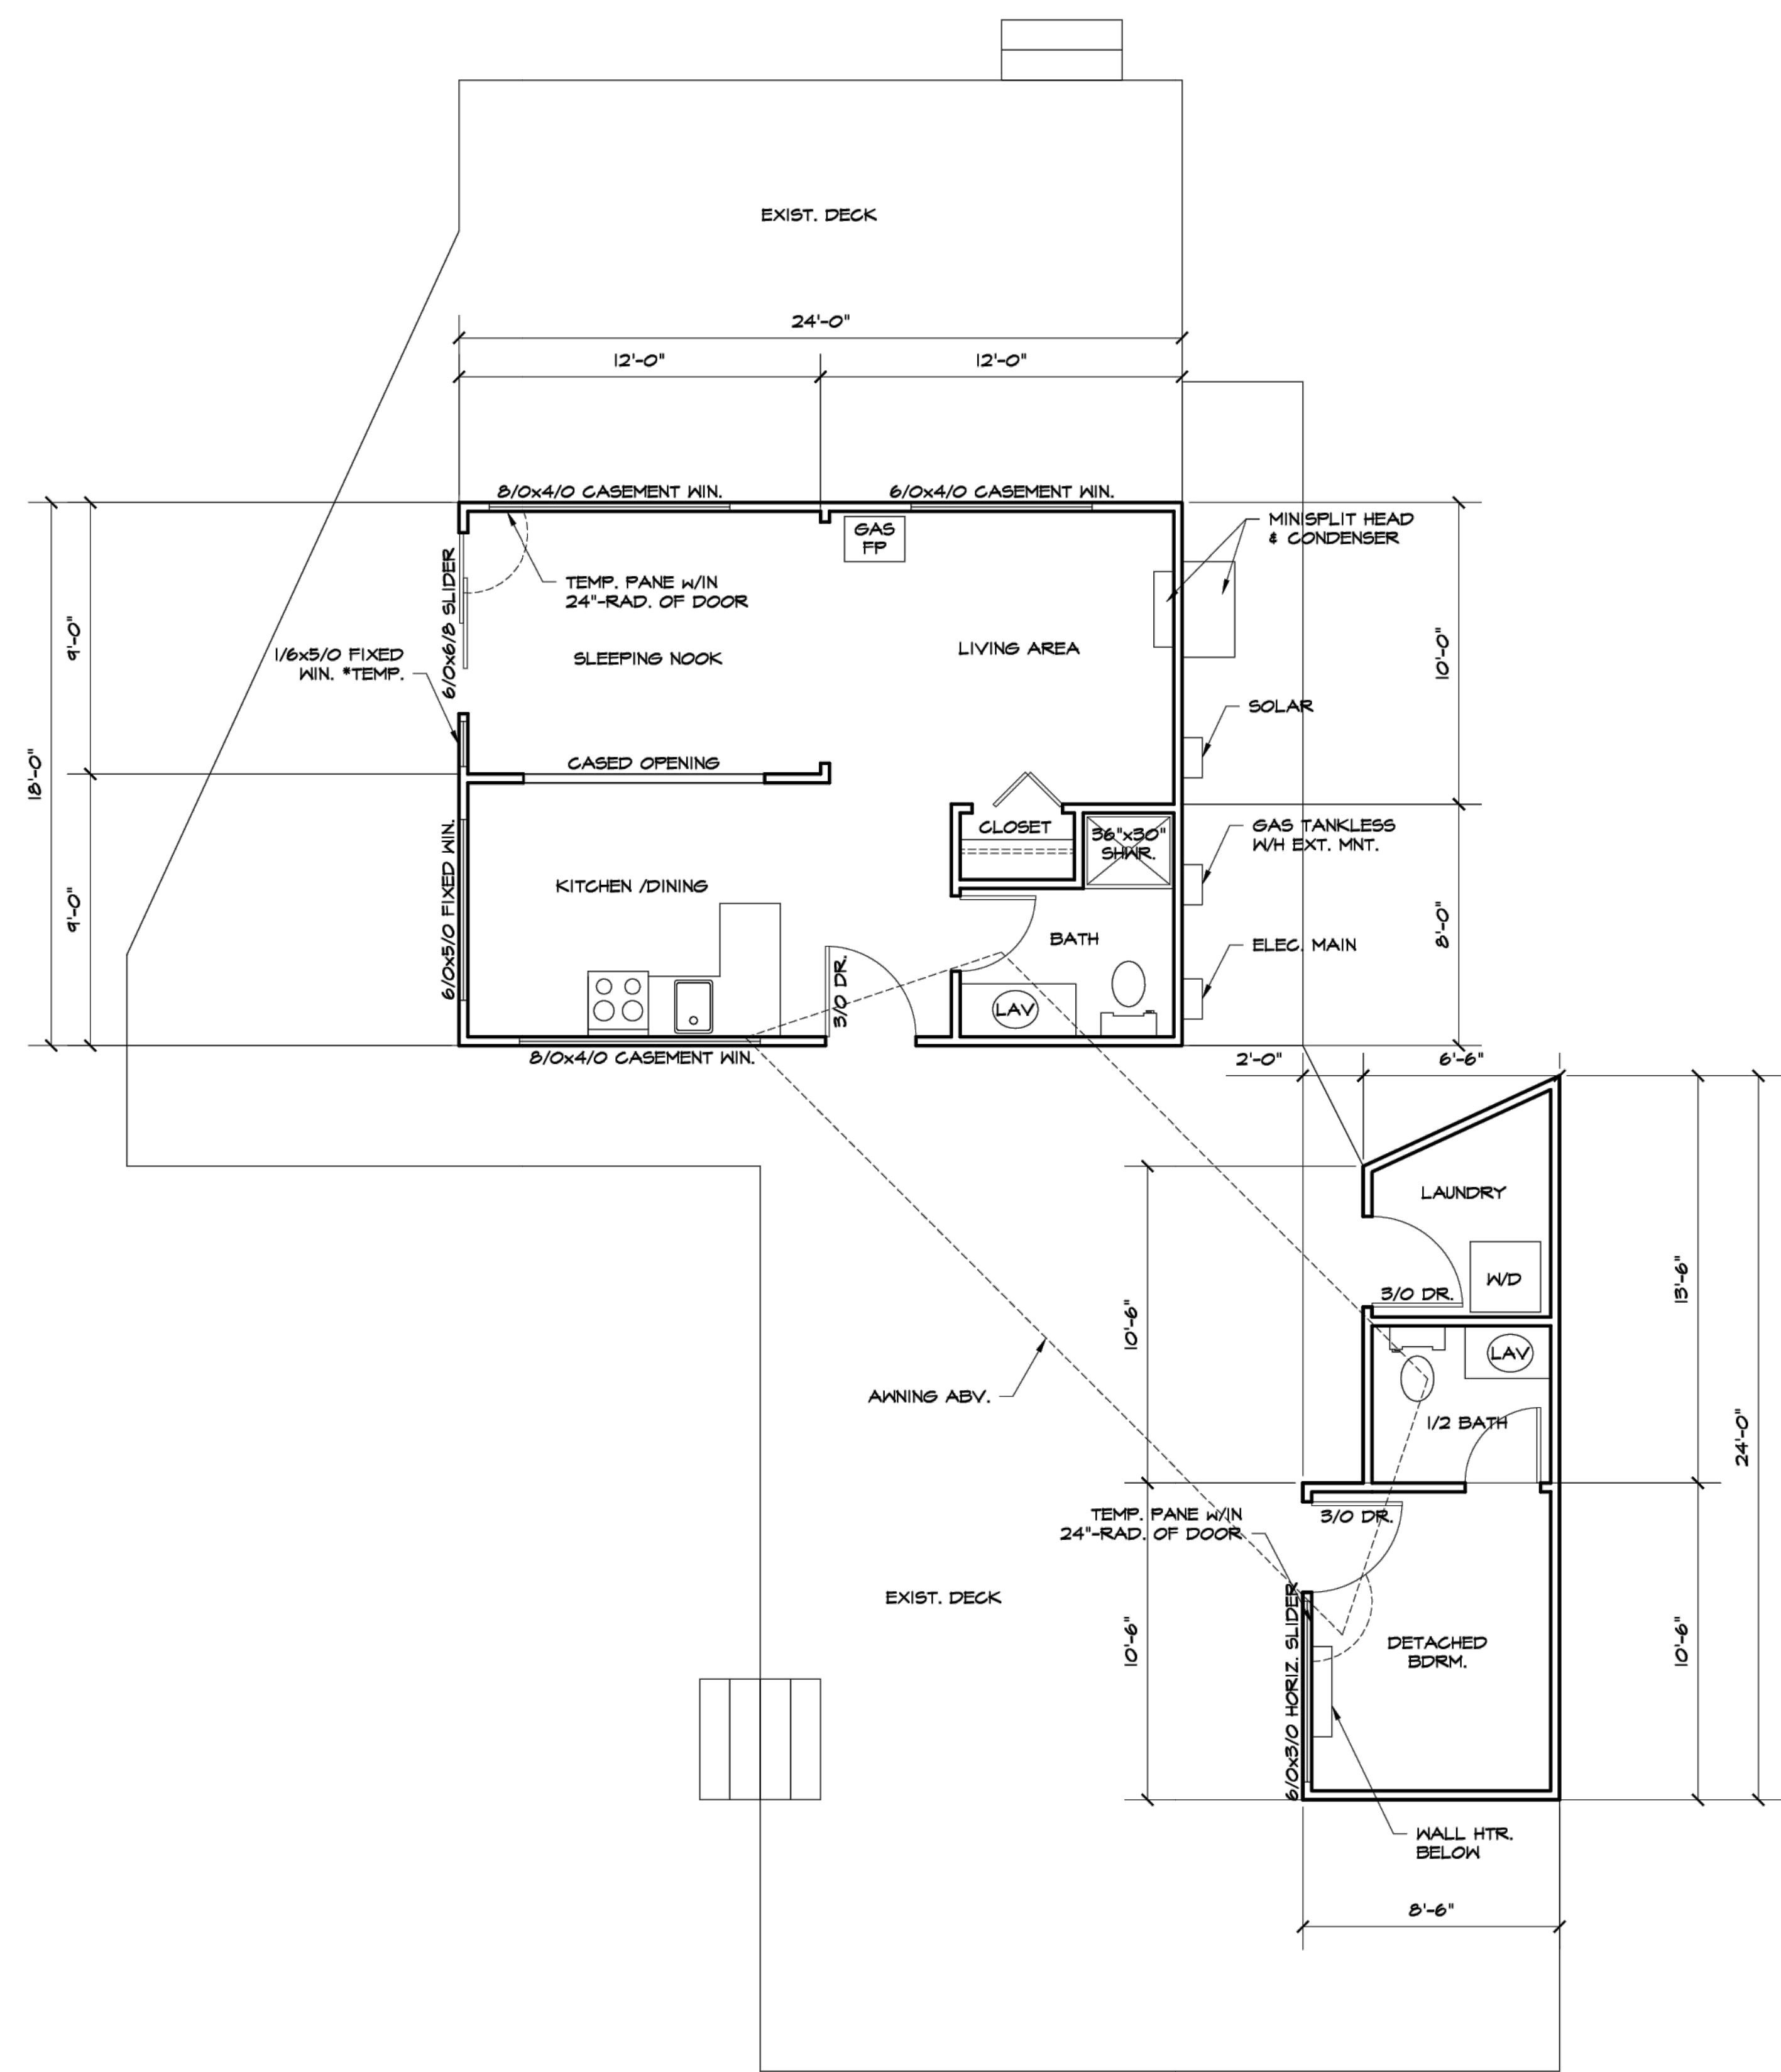 EXIST. DECK
24'-0"
12'-0"
12'-0"
8/0x4/0 CASEMENT WIN.
6/0x4/0 CASEMENT WIN.
GAS
FP
MINISPLIT HEAD
& CONDENSER
TEMP. PANE W/IN
24"-RAD. OF DOOR
6/0x6/8 SLIDER
1/6x5/0 FIXED
WIN. *TEMP.
SLEEPING NOOK
LIVING AREA
9'-0"
18'-0"
10'-0"
SOLAR
CASED OPENING
CLOSET
36"x30"
SHWR.
GAS TANKLESS
W/H EXT. MNT.
6/0x5/0 FIXED WIN.
KITCHEN /DINING
9'-0"
8'-0"
BATH
ELEC. MAIN
3/0 DR.
LAV
8/0x4/0 CASEMENT WIN.
2'-0"
6'-6"
LAUNDRY
W/D
3/0 DR.
13'-6"
10'-6"
LAV
AWNING ABV.
1/2 BATH
24'-0"
TEMP. PANE W/IN
24"-RAD. OF DOOR
3/0 DR.
EXIST. DECK
6/0x3/0 HORIZ. SLIDER
DETACHED
BDRM.
10'-6"
10'-6"
WALL HTR.
BELOW
8'-6"